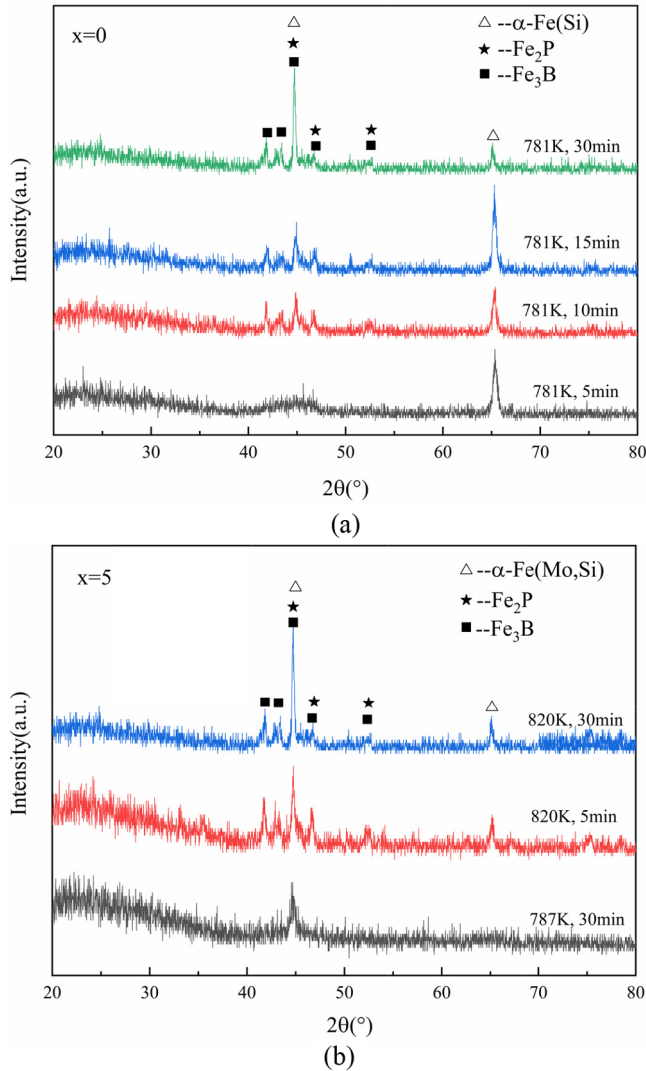 x=0
△ --α-Fe(Si)
★ --Fe₂P
■ --Fe₃B
781K, 30min
781K, 15min
781K, 10min
781K, 5min
Intensity(a.u.)
20 30 40 50 60 70 80
2θ(°)
(a)
x=5
△ --α-Fe(Mo,Si)
★ --Fe₂P
■ --Fe₃B
820K, 30min
820K, 5min
787K, 30min
Intensity(a.u.)
20 30 40 50 60 70 80
2θ(°)
(b)